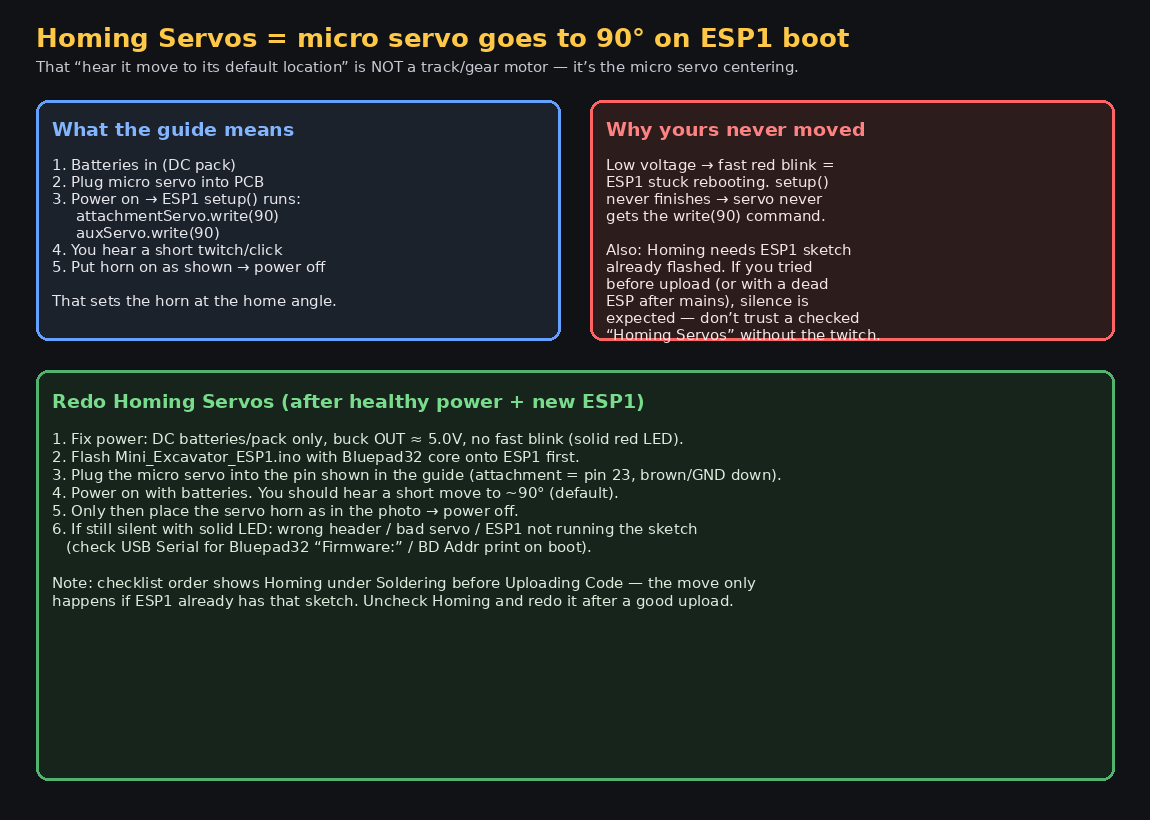 Homing Servos = micro servo goes to 90° on ESP1 boot
That “hear it move to its default location” is NOT a track/gear motor — it’s the micro servo centering.
What the guide means
1. Batteries in (DC pack)
2. Plug micro servo into PCB
3. Power on → ESP1 setup() runs:
attachmentServo.write(90)
auxServo.write(90)
4. You hear a short twitch/click
5. Put horn on as shown → power off
That sets the horn at the home angle.
Why yours never moved
Low voltage → fast red blink =
ESP1 stuck rebooting. setup()
never finishes → servo never
gets the write(90) command.
Also: Homing needs ESP1 sketch
already flashed. If you tried
before upload (or with a dead
ESP after mains), silence is
expected — don’t trust a checked
“Homing Servos” without the twitch.
Redo Homing Servos (after healthy power + new ESP1)
1. Fix power: DC batteries/pack only, buck OUT ≈ 5.0V, no fast blink (solid red LED).
2. Flash Mini_Excavator_ESP1.ino with Bluepad32 core onto ESP1 first.
3. Plug the micro servo into the pin shown in the guide (attachment = pin 23, brown/GND down).
4. Power on with batteries. You should hear a short move to ~90° (default).
5. Only then place the servo horn as in the photo → power off.
6. If still silent with solid LED: wrong header / bad servo / ESP1 not running the sketch
(check USB Serial for Bluepad32 “Firmware:” / BD Addr print on boot).
Note: checklist order shows Homing under Soldering before Uploading Code — the move only
happens if ESP1 already has that sketch. Uncheck Homing and redo it after a good upload.